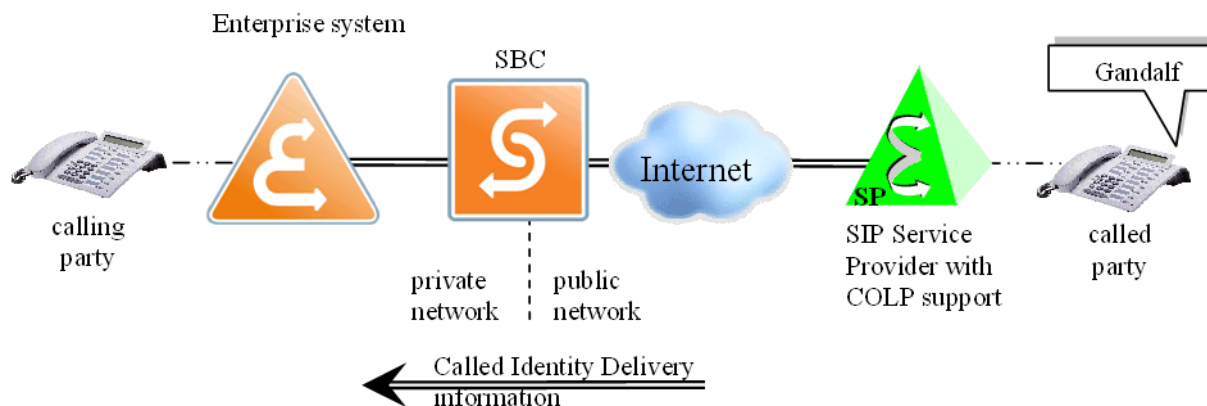 Enterprise system
SBC
Gandalf
Internet
SP
calling
party
SIP Service
Provider with
COLP support
called
party
private
network
public
network
Called Identity Delivery
information